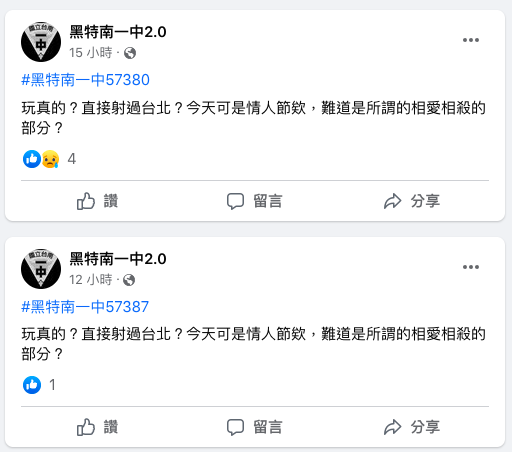 國立台南
一中
黑特南一中2.0
15 小時
#黑特南一中57380
玩真的？直接射過台北？今天可是情人節欸，難道是所謂的相愛相殺的
部分？
4
讚
留言
分享
國立台南
一中
黑特南一中2.0
12 小時
#黑特南一中57387
玩真的？直接射過台北？今天可是情人節欸，難道是所謂的相愛相殺的
部分？
1
讚
留言
分享